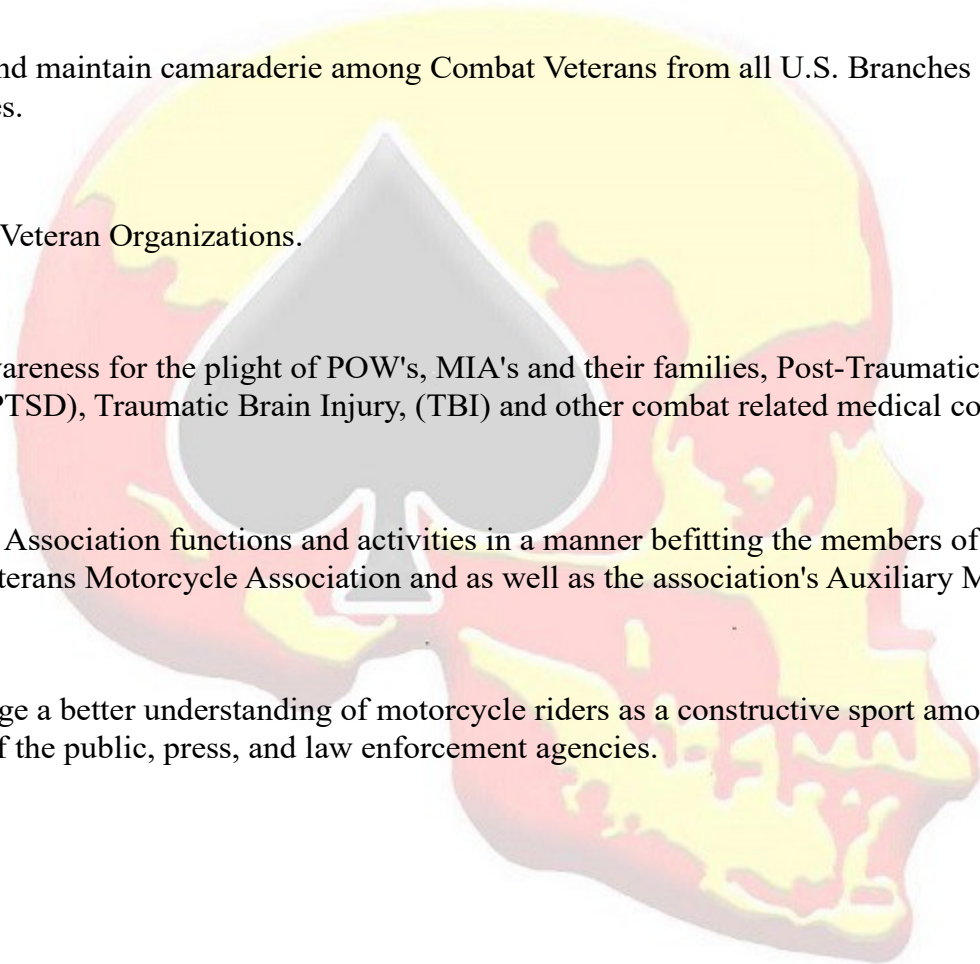 nd maintain camaraderie among Combat Veterans from all U.S. Branches
es.
Veteran Organizations.
wareness for the plight of POW's, MIA's and their families, Post-Traumatic
PTSD), Traumatic Brain Injury, (TBI) and other combat related medical co
Association functions and activities in a manner befitting the members of
terans Motorcycle Association and as well as the association's Auxiliary M
ge a better understanding of motorcycle riders as a constructive sport amo
f the public, press, and law enforcement agencies.